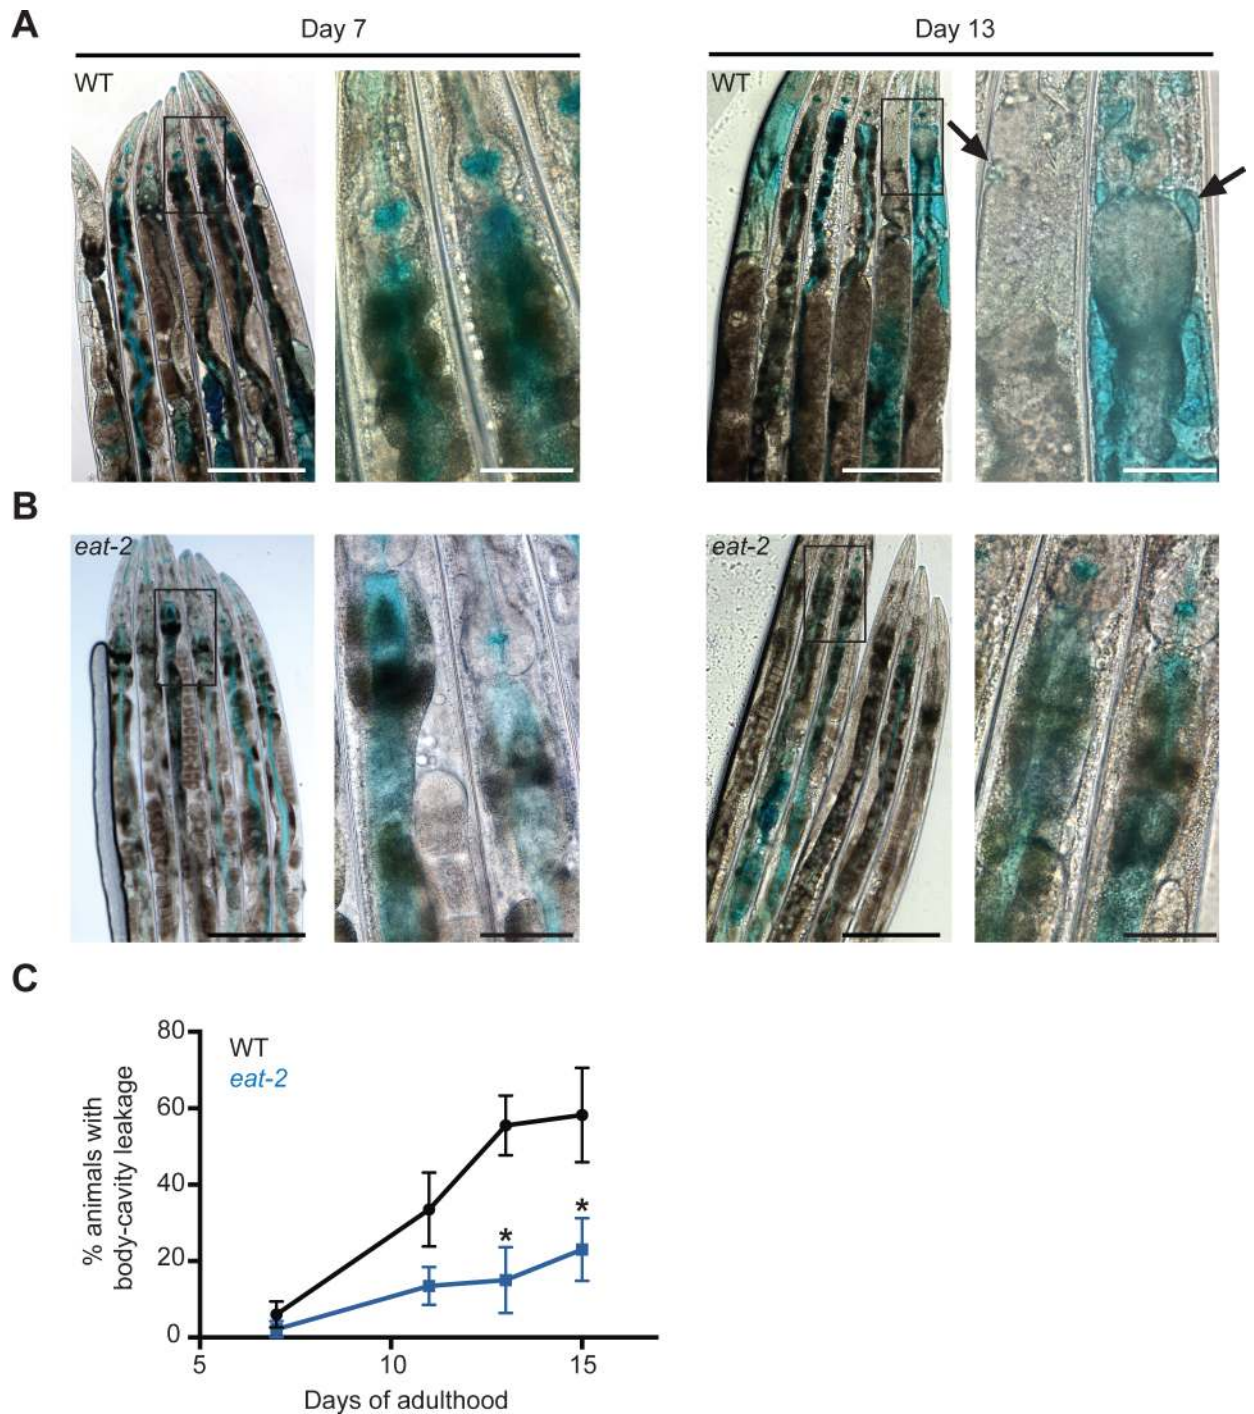 A
Day 7
Day 13
WT
WT
B
eat-2
eat-2
C
80
60
40
20
0
WT
eat-2
*
*
% animals with
body-cavity leakage
5
10
15
Days of adulthood